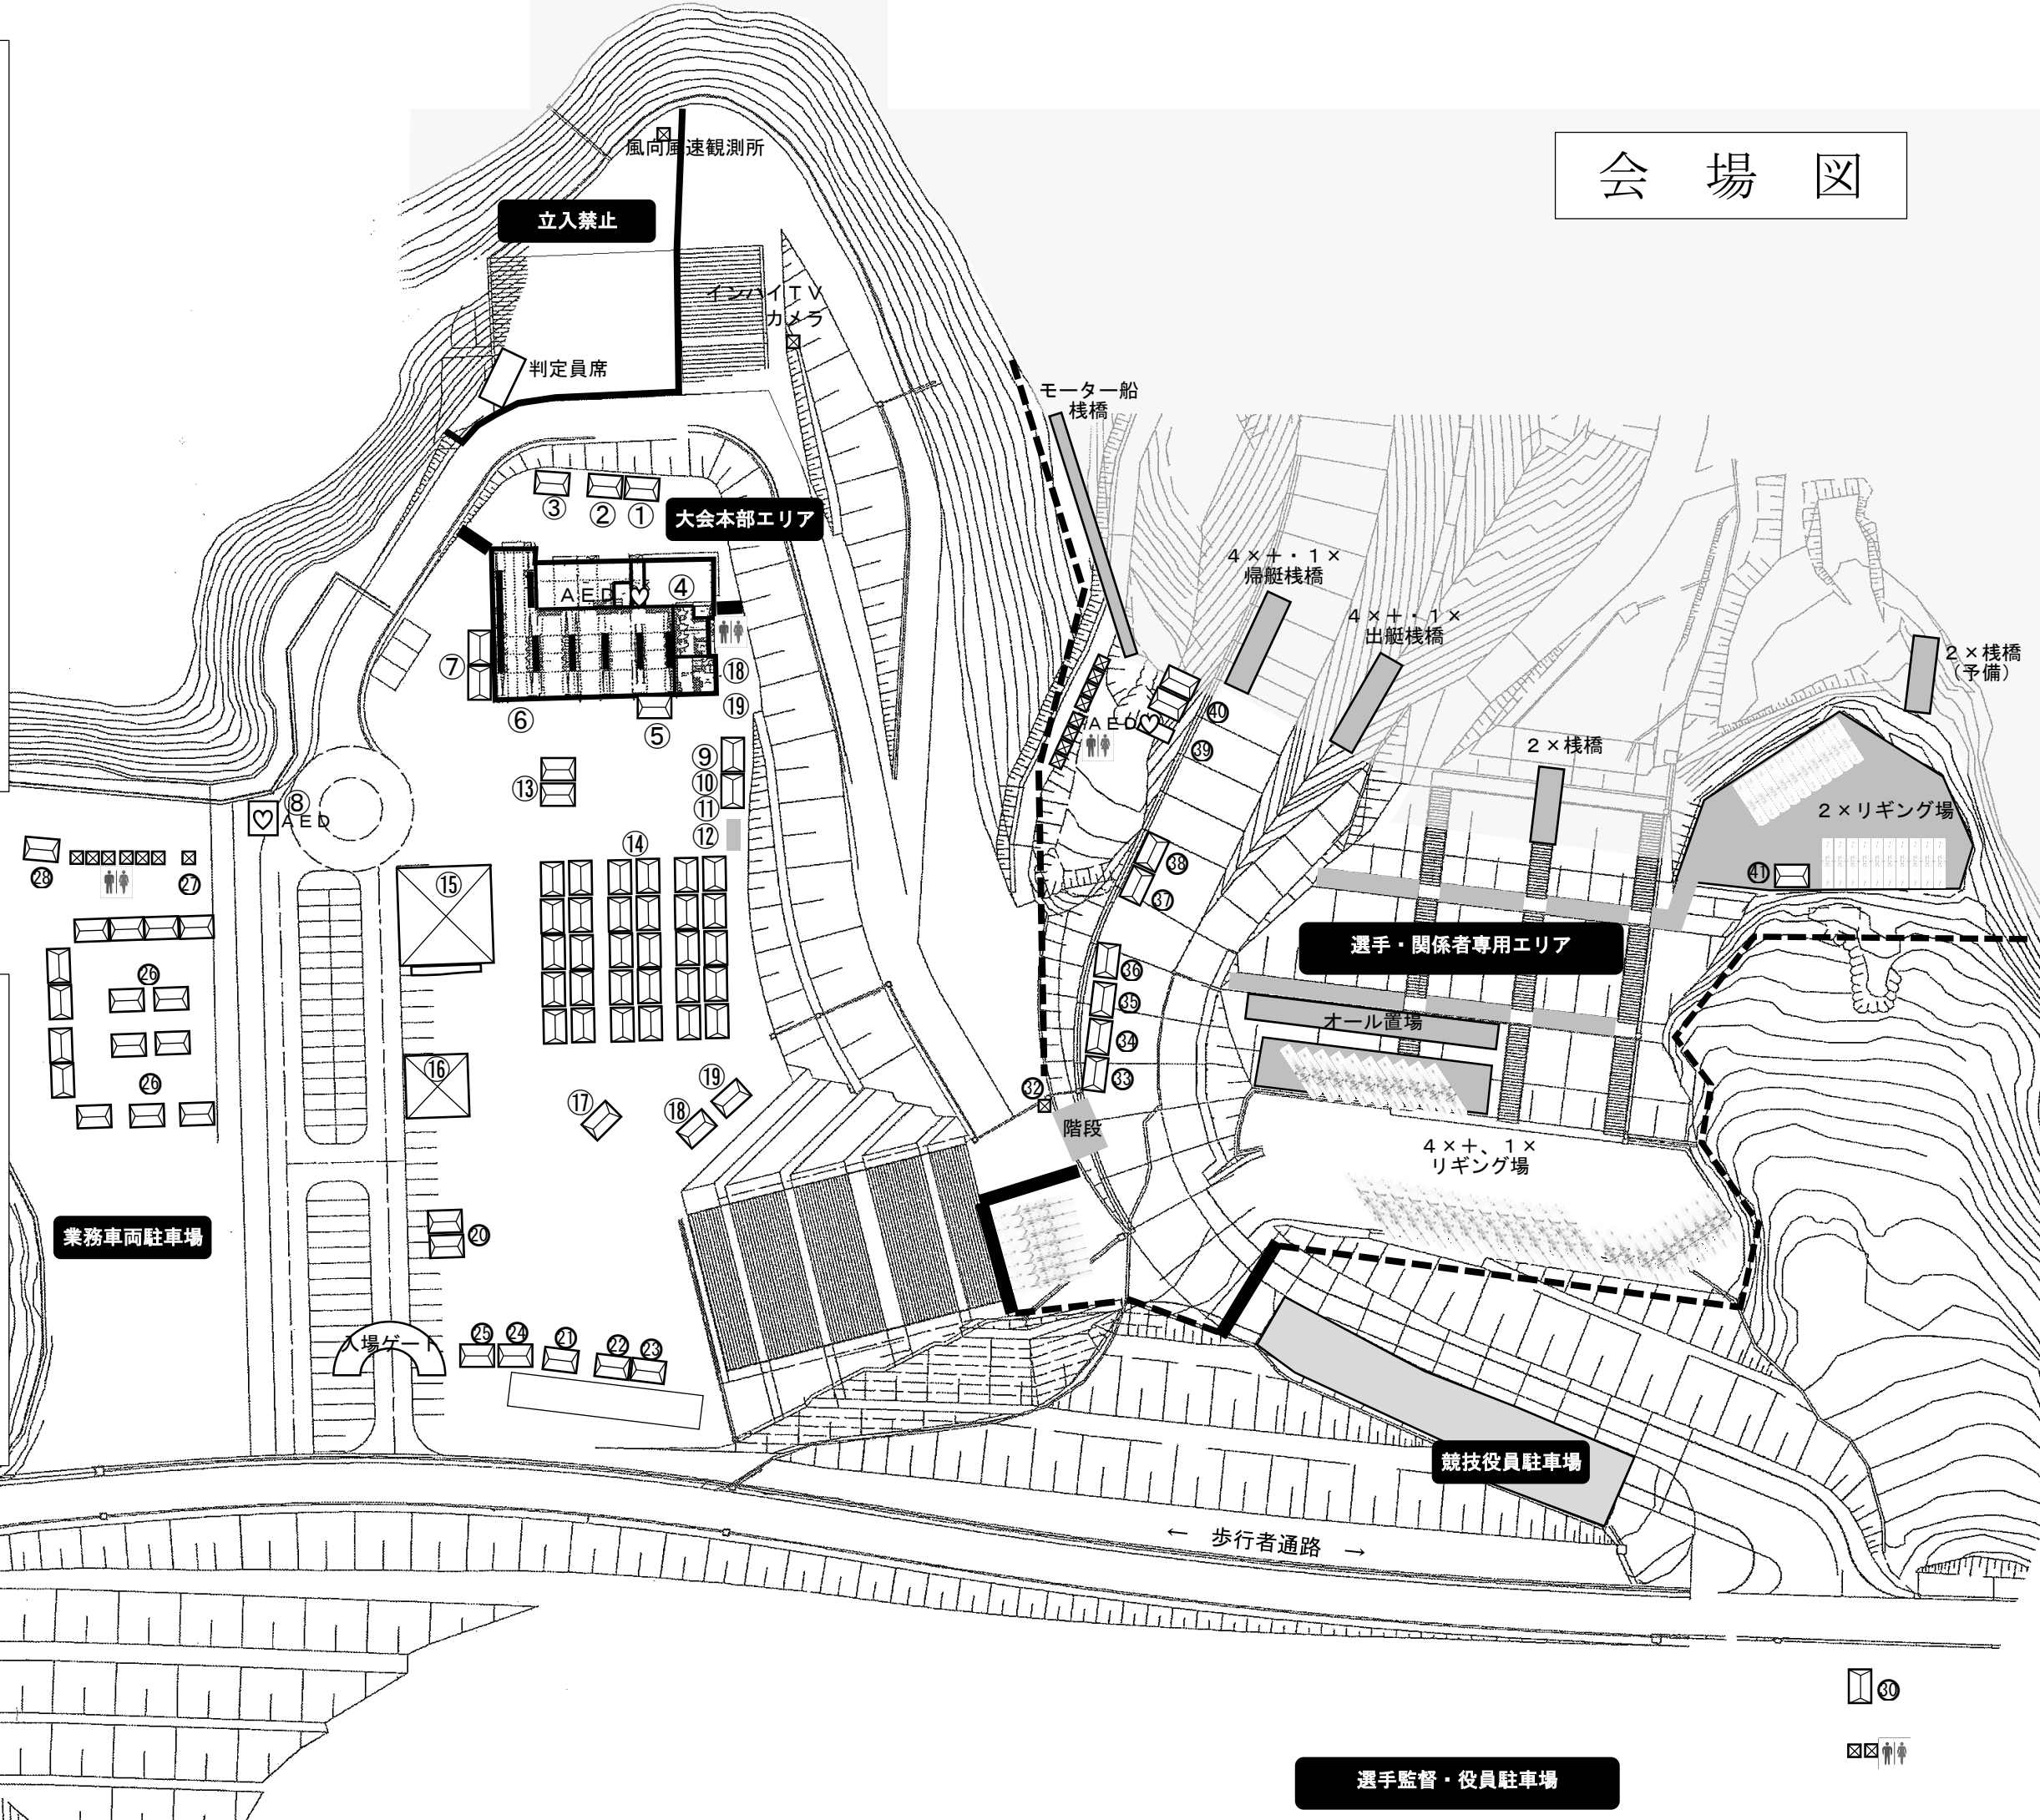 会 場 図
風向風速観測所
立入禁止
インハイＴＶ
カメラ
判定員席
モーター船
桟橋
③
②
①
大会本部エリア
４×＋・１×
帰艇桟橋
４×＋・１×
出艇桟橋
２×桟橋
（予備）
ＡＥＤ
④
⑦
⑱
⑲
⑥
⑤
ＡＥＤ
㊵
㊴
２×桟橋
⑨
⑩
⑪
⑫
⑬
⑧
ＡＥＤ
２×リギング場
㊶
⑭
⑮
㉘
㉗
㊳
㊲
選手・関係者専用エリア
㊱
㉟
㉞
㉝
㉜
オール置場
㉖
㉖
⑯
⑰
⑱
⑲
階段
４×＋、１×
リギング場
業務車両駐車場
⑳
入場ゲート
㉕
㉔
㉑
㉒
㉓
競技役員駐車場
← 歩行者通路 →
㉚
選手監督・役員駐車場